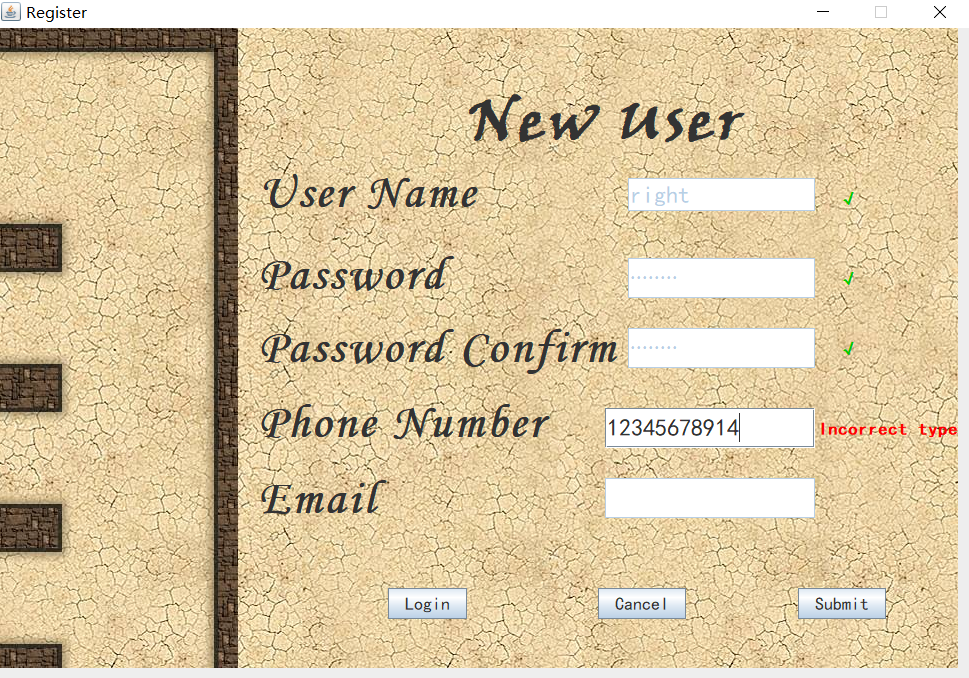 Register
New User
User Name
right
√
Password
········
√
Password Confirm
········
√
Phone Number
12345678914
Incorrect type
Email
Login
Cancel
Submit